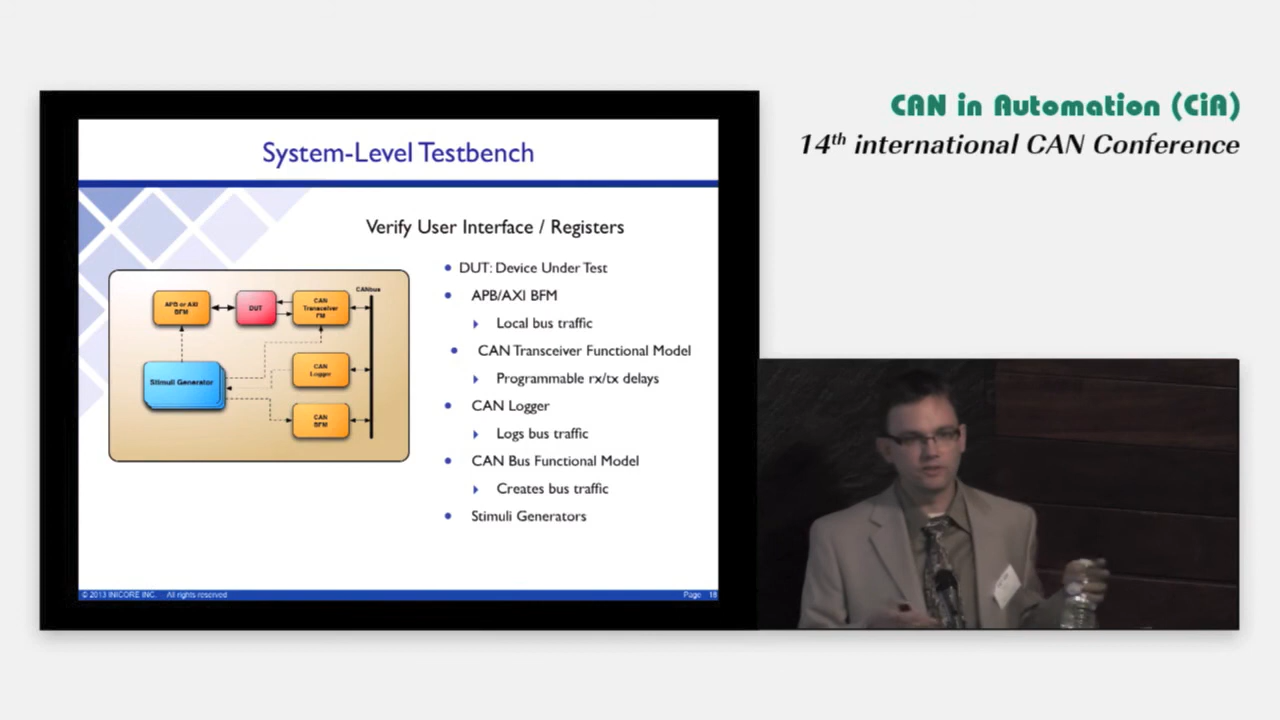 CAN in Automation (CiA)
14th international CAN Conference
System-Level Testbench
Verify User Interface / Registers
DUT: Device Under Test
APB/AXI BFM
Local bus traffic
CAN Transceiver Functional Model
Programmable rx/tx delays
CAN Logger
Logs bus traffic
CAN Bus Functional Model
Creates bus traffic
Stimuli Generators
CANbus
APB or AXI
BFM
DUT
CAN
Transceiver
FM
Stimuli Generator
CAN
Logger
CAN
BFM
© 2013 INICORE INC. All rights reserved
Page 18